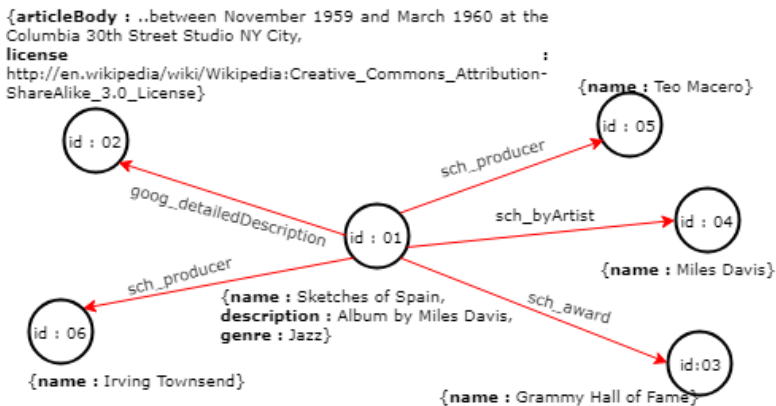 {articleBody : ..between November 1959 and March 1960 at the
Columbia 30th Street Studio NY City,
license :
http://en.wikipedia/wiki/Wikipedia:Creative_Commons_Attribution-
ShareAlike_3.0_License}
{name : Teo Macero}
id : 05
id : 02
sch_producer
goog_detailedDescription
sch_byArtist
id : 04
id : 01
{name : Miles Davis}
sch_producer
{name : Sketches of Spain,
description : Album by Miles Davis,
genre : Jazz}
sch_award
id : 06
id:03
{name : Irving Townsend}
{name : Grammy Hall of Fame}